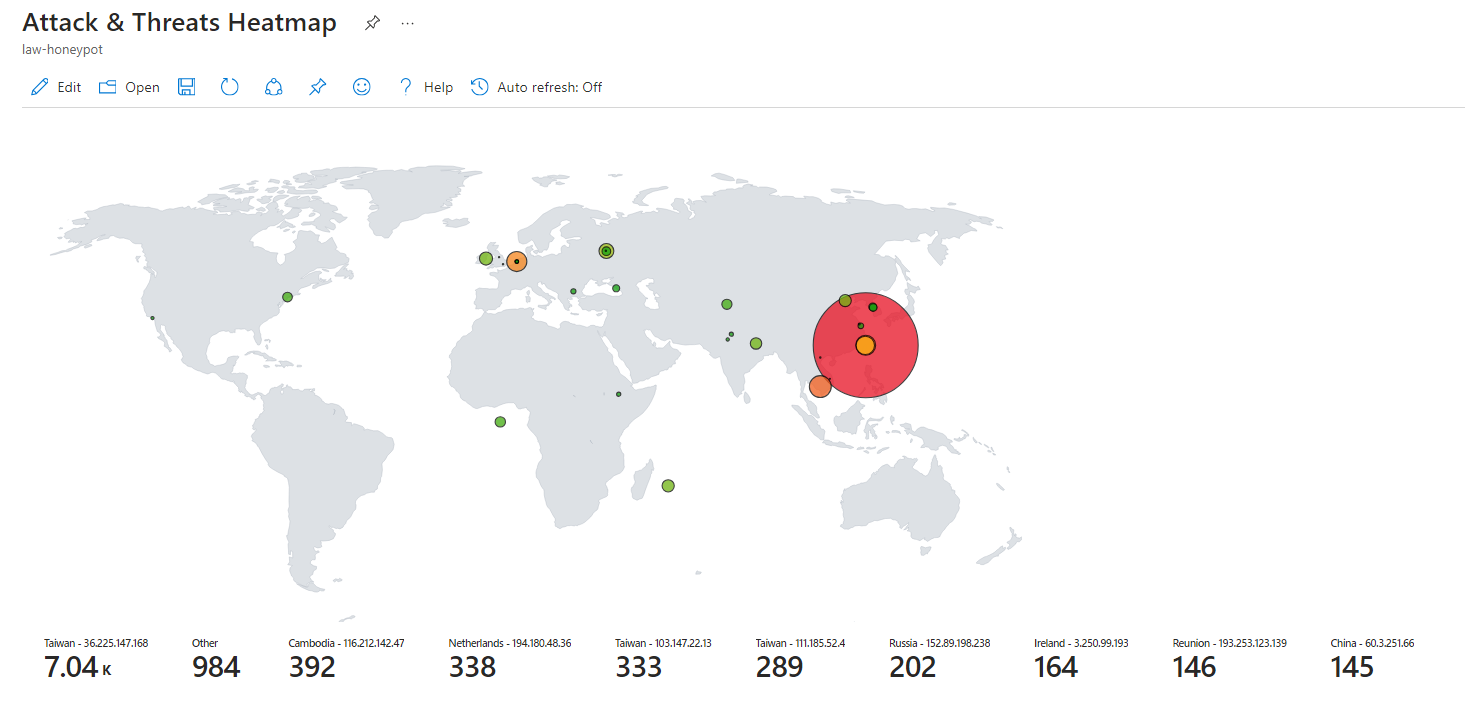 Attack & Threats Heatmap
law-honeypot
Edit Open Help Auto refresh: Off
Taiwan - 36.225.147.168 Other Cambodia - 116.212.142.47 Netherlands - 194.180.48.36 Taiwan - 103.147.22.13 Taiwan - 111.185.52.4 Russia - 152.89.198.238 Ireland - 3.250.99.193 Reunion - 193.253.123.139 China - 60.3.251.66
7.04 K 984 392 338 333 289 202 164 146 145